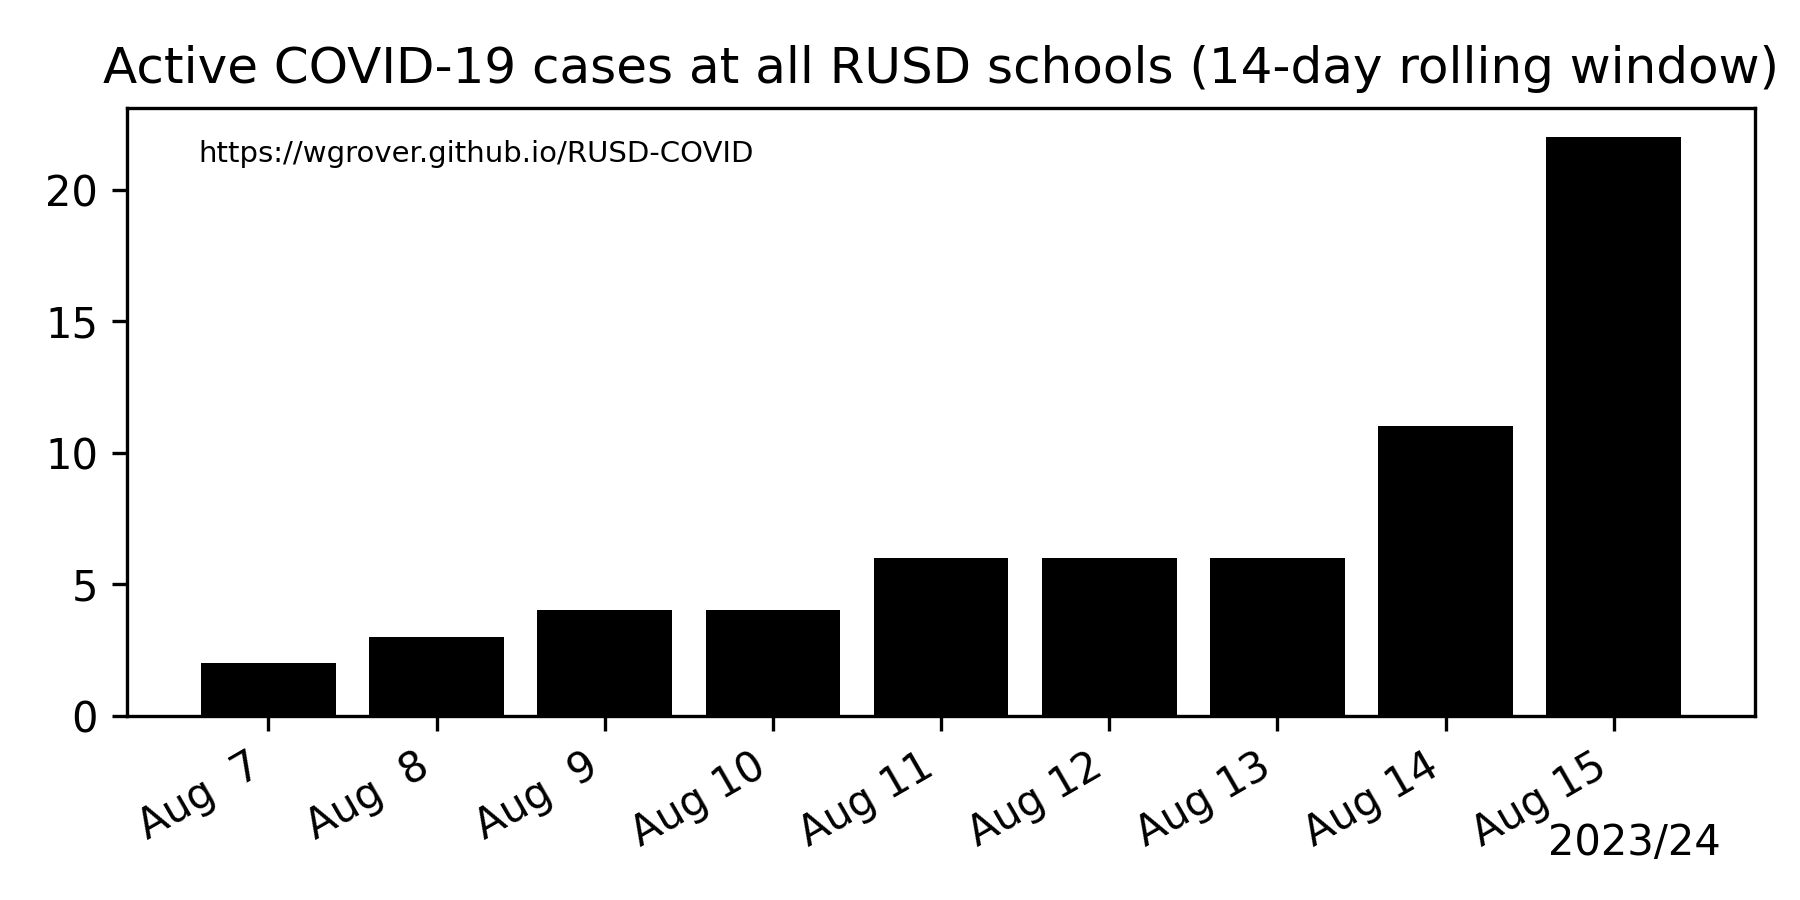 Active COVID-19 cases at all RUSD schools (14-day rolling window)
https://wgrover.github.io/RUSD-COVID
20
15
10
5
0
Aug 7
Aug 8
Aug 9
Aug 10
Aug 11
Aug 12
Aug 13
Aug 14
Aug 15
2023/24